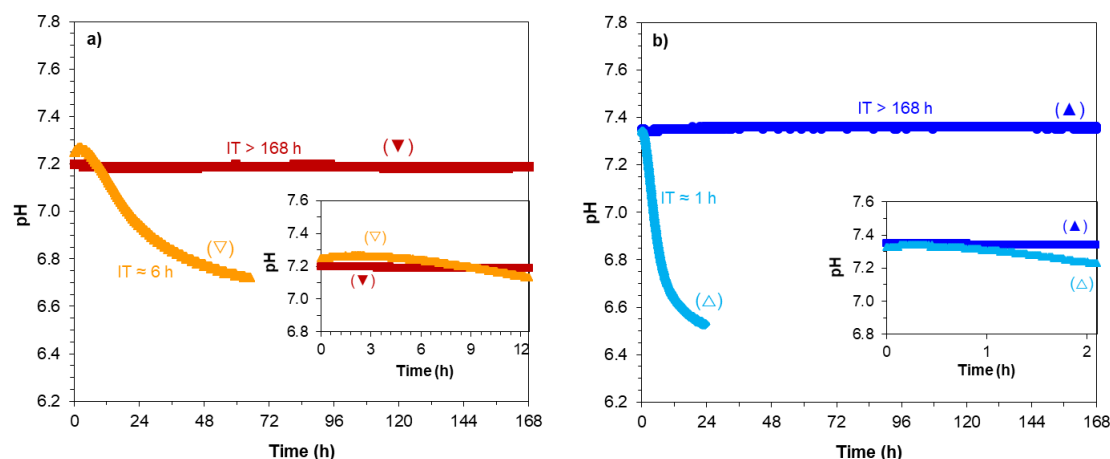 a)
7.8
7.6
7.4
7.2
7.0
6.8
6.6
6.4
6.2
pH
IT > 168 h
(▼)
IT ≈ 6 h
(▽)
0 24 48 72 96 120 144 168
Time (h)
7.6
7.4
7.2
7.0
6.8
pH
(▽)
(▼)
0 3 6 9 12
Time (h)
b)
7.8
7.6
7.4
7.2
7.0
6.8
6.6
6.4
6.2
pH
IT > 168 h
(▲)
IT ≈ 1 h
(△)
0 24 48 72 96 120 144 168
Time (h)
7.6
7.4
7.2
7.0
6.8
pH
(▲)
(△)
0 1 2
Time (h)